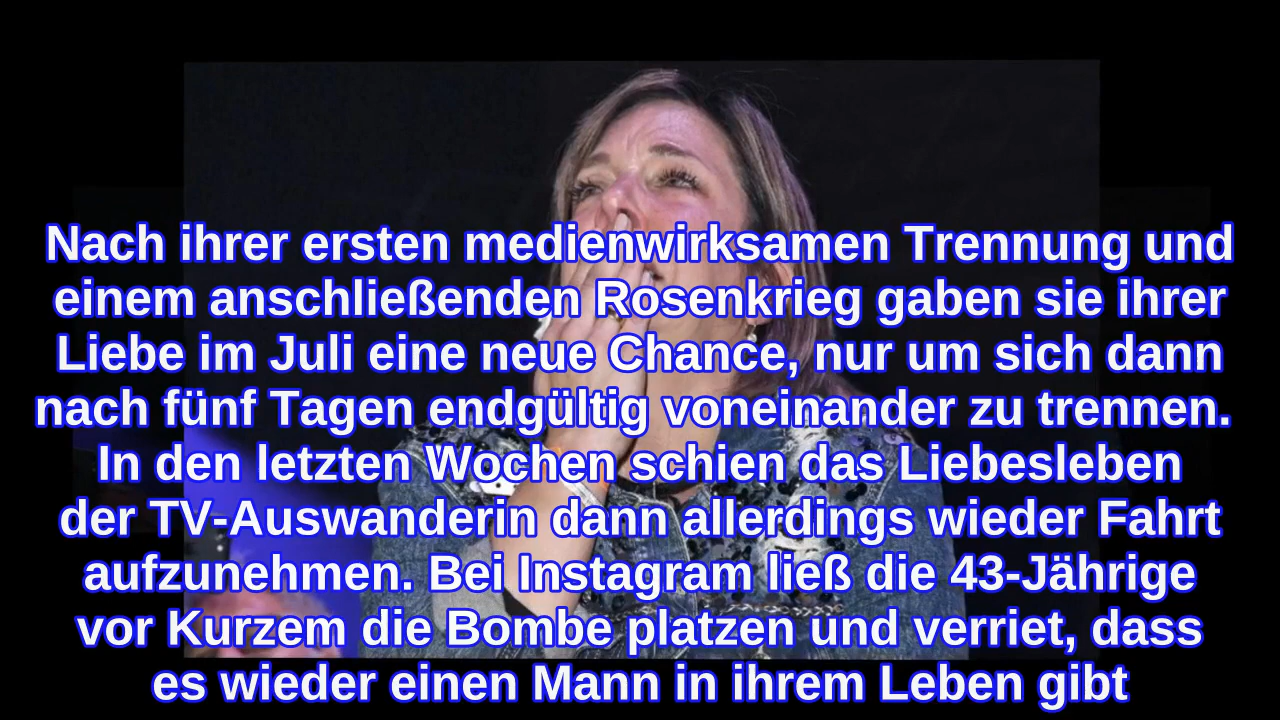 Nach ihrer ersten medienwirksamen Trennung und
einem anschließenden Rosenkrieg gaben sie ihrer
Liebe im Juli eine neue Chance, nur um sich dann
nach fünf Tagen endgültig voneinander zu trennen.
In den letzten Wochen schien das Liebesleben
der TV-Auswanderin dann allerdings wieder Fahrt
aufzunehmen. Bei Instagram ließ die 43-Jährige
vor Kurzem die Bombe platzen und verriet, dass
es wieder einen Mann in ihrem Leben gibt